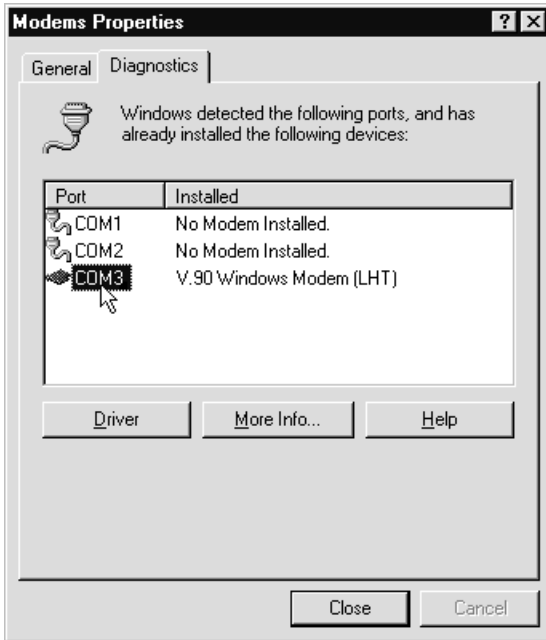 Modems Properties
General Diagnostics
Windows detected the following ports, and has
already installed the following devices:
Port Installed
COM1 No Modem Installed.
COM2 No Modem Installed.
COM3 V.90 Windows Modem (LHT)
Driver More Info... Help
Close Cancel